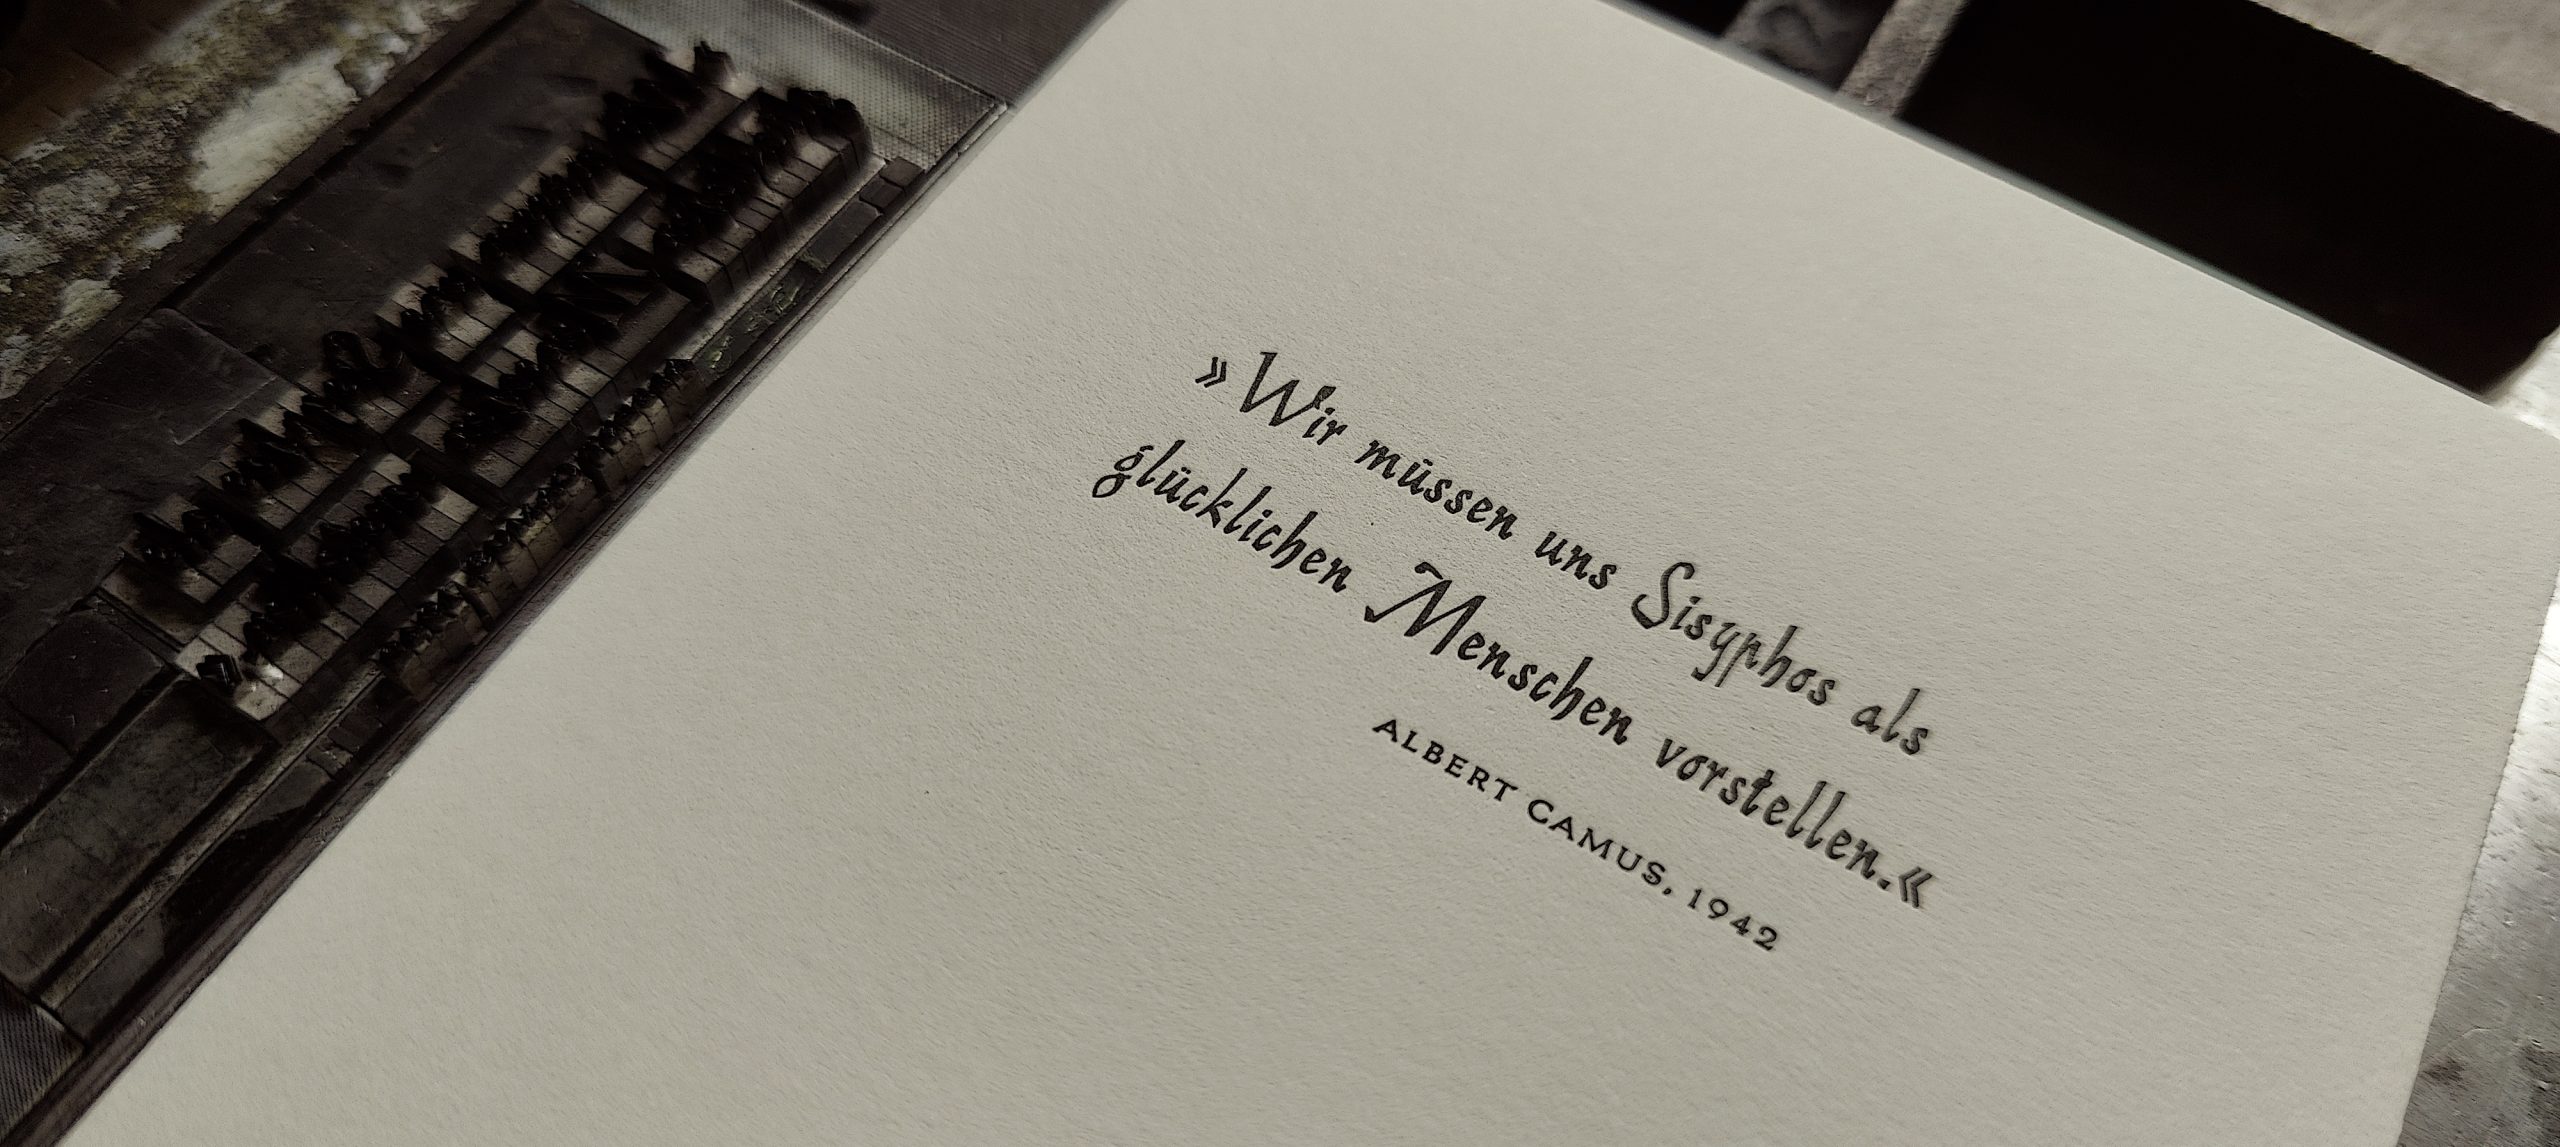 »Wir müssen uns Sisyphos als
glücklichen Menschen vorstellen.«
ALBERT CAMUS, 1942